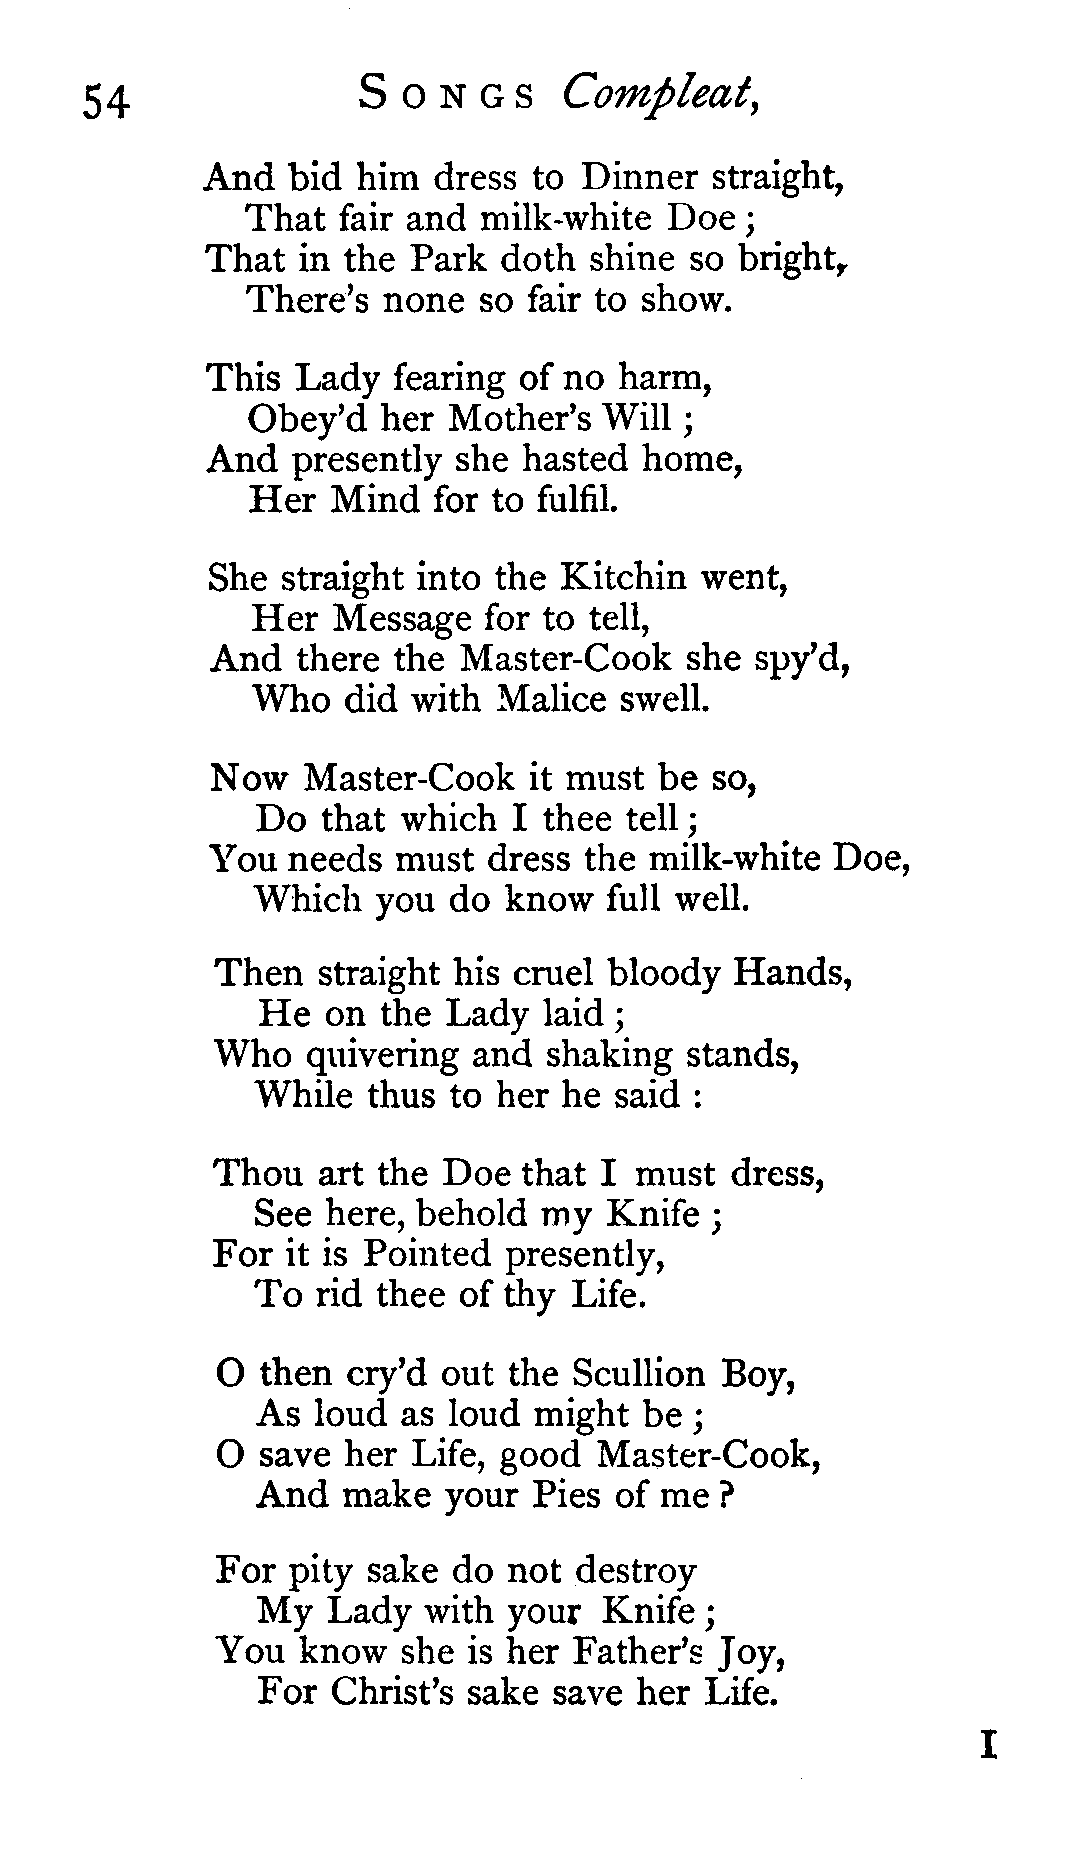 54 SONGS Compleat,
And bid him dress to Dinner straight,
That fair and milk-white Doe;
That in the Park doth shine so bright,
There's none so fair to show.
This Lady fearing of no harm,
Obey'd her Mother's Will;
And presently she hasted home,
Her Mind for to fulfil.
She straight into the Kitchin went,
Her Message for to tell,
And there the Master-Cook she spy'd,
Who did with Malice swell.
Now Master-Cook it must be so,
Do that which I thee tell;
You needs must dress the milk-white Doe,
Which you do know full well.
Then straight his cruel bloody Hands,
He on the Lady laid;
Who quivering and shaking stands,
While thus to her he said:
Thou art the Doe that I must dress,
See here, behold my Knife;
For it is Pointed presently,
To rid thee of thy Life.
O then cry'd out the Scullion Boy,
As loud as loud might be;
O save her Life, good Master-Cook,
And make your Pies of me?
For pity sake do not destroy
My Lady with your Knife;
You know she is her Father's Joy,
For Christ's sake save her Life.
I